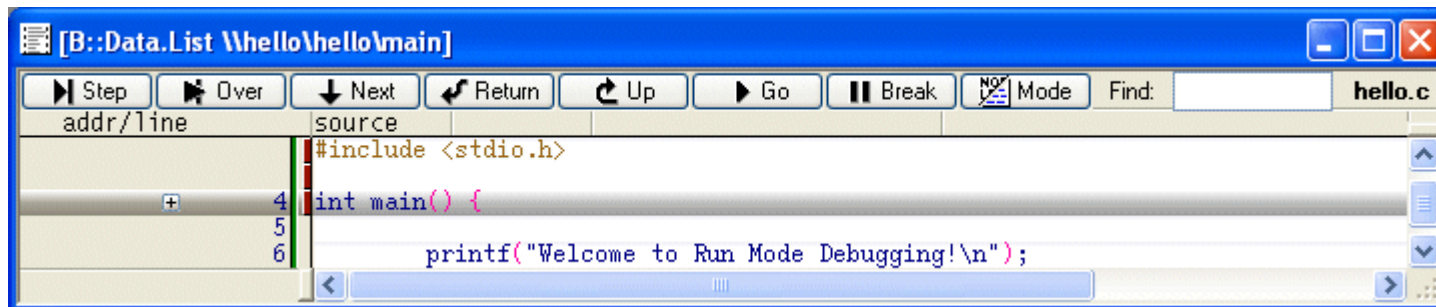 [B::Data.List \\hello\hello\main]
Step Over Next Return Up Go Break Mode Find: hello.c
addr/line source
#include <stdio.h>
4 int main() {
5
6 printf("Welcome to Run Mode Debugging!\n");